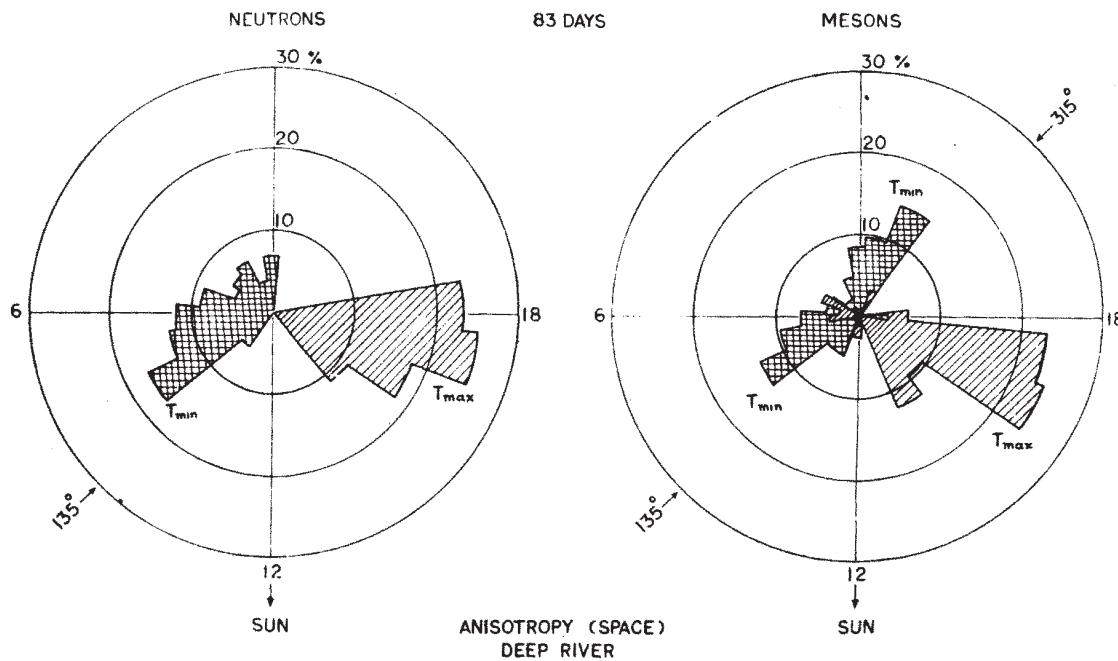 NEUTRONS 83 DAYS MESONS
30 % 30 %
315°
20 20
Tmin
10 10
6 18 6 18
Tmin Tmax Tmin Tmax
135° 135°
12 12
SUN ANISOTROPY (SPACE) SUN
DEEP RIVER